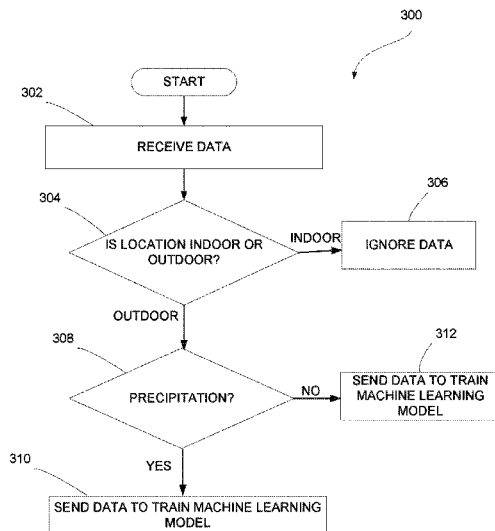 300
START
302
RECEIVE DATA
304
306
IS LOCATION INDOOR OR
OUTDOOR?
INDOOR
IGNORE DATA
OUTDOOR
308
312
PRECIPITATION?
NO
SEND DATA TO TRAIN
MACHINE LEARNING
MODEL
YES
310
SEND DATA TO TRAIN MACHINE LEARNING
MODEL